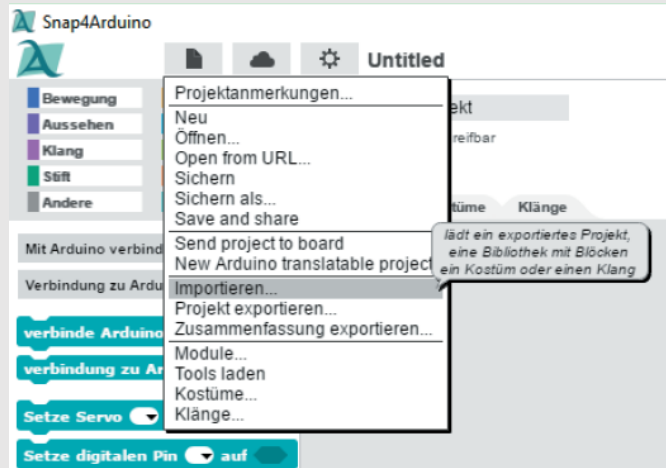 Snap4Arduino
Untitled
Bewegung
Aussehen
Klang
Stift
Andere
Projektanmerkungen...
Neu
Öffnen...
Open from URL...
Sichern
Sichern als...
Save and share
Send project to board
New Arduino translatable project
Importieren...
Projekt exportieren...
Zusammenfassung exportieren...
Module...
Tools laden
Kostüme...
Klänge...
ekt
reifbar
tüme Klänge
lädt ein exportiertes Projekt,
eine Bibliothek mit Blöcken
ein Kostüm oder einen Klang
Mit Arduino verbind
Verbindung zu Ardu
verbinde Arduino
verbindung zu Ar
Setze Servo
Setze digitalen Pin auf